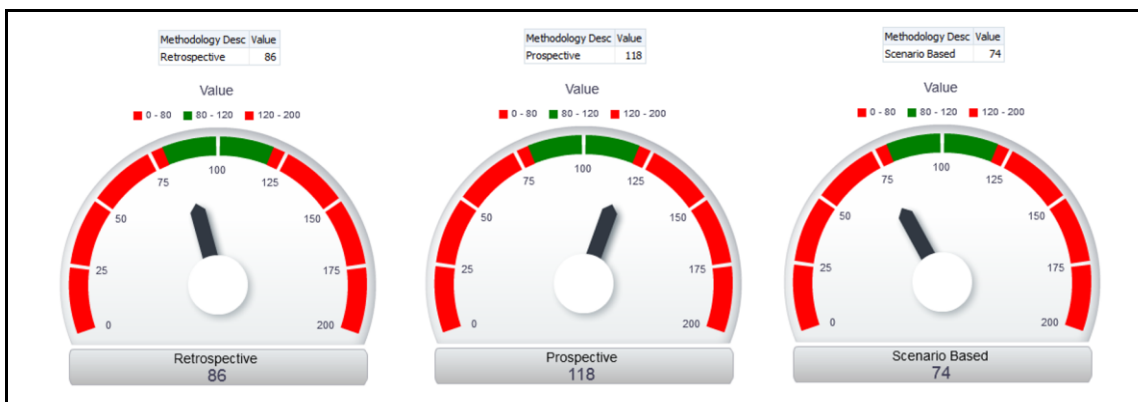 Methodology Desc Value
Retrospective 86
Value
0 - 80 80 - 120 120 - 200
0
25
50
75
100
125
150
175
200
Retrospective
86
Methodology Desc Value
Prospective 118
Value
0 - 80 80 - 120 120 - 200
0
25
50
75
100
125
150
175
200
Prospective
118
Methodology Desc Value
Scenario Based 74
Value
0 - 80 80 - 120 120 - 200
0
25
50
75
100
125
150
175
200
Scenario Based
74